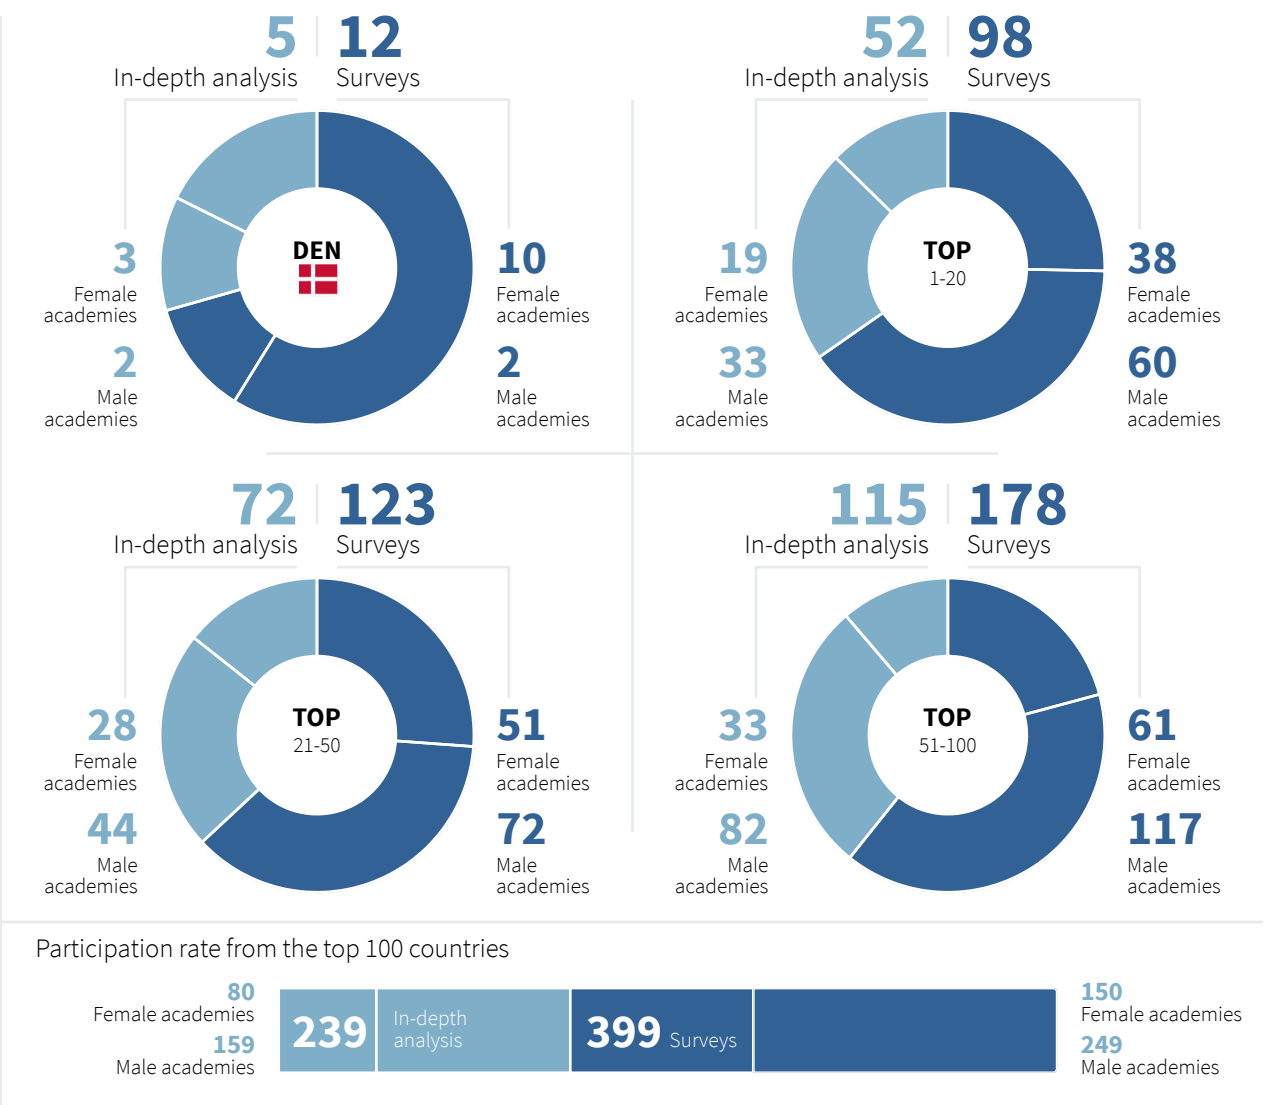 5 12
In-depth analysis Surveys
DEN
3
Female
academies
2
Male
academies
10
Female
academies
2
Male
academies
52 98
In-depth analysis Surveys
TOP
1-20
19
Female
academies
33
Male
academies
38
Female
academies
60
Male
academies
72 123
In-depth analysis Surveys
TOP
21-50
28
Female
academies
44
Male
academies
51
Female
academies
72
Male
academies
115 178
In-depth analysis Surveys
TOP
51-100
33
Female
academies
82
Male
academies
61
Female
academies
117
Male
academies
Participation rate from the top 100 countries
80
Female academies
159
Male academies
239 In-depth
analysis
399 Surveys
150
Female academies
249
Male academies